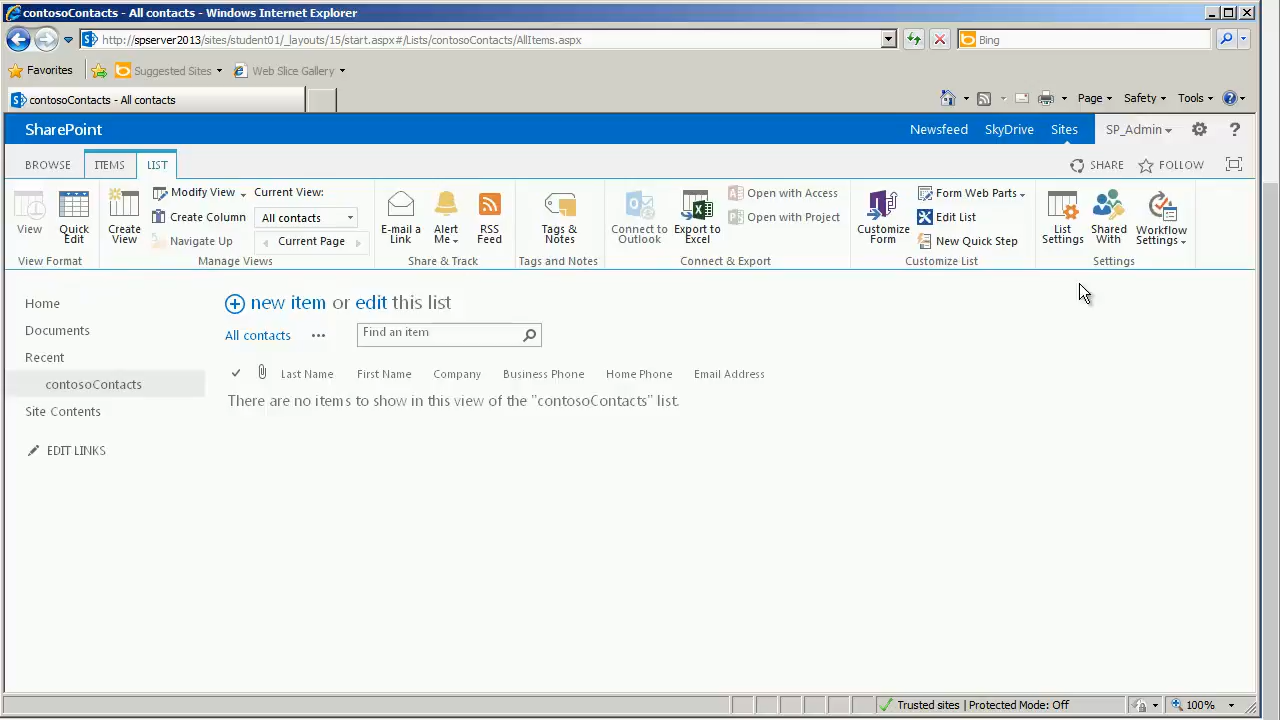 contosoContacts - All contacts - Windows Internet Explorer
http://spserver2013/sites/student01/_layouts/15/start.aspx#/Lists/contosoContacts/AllItems.aspx
Bing
Favorites
Suggested Sites
Web Slice Gallery
contosoContacts - All contacts
Page
Safety
Tools
SharePoint
Newsfeed
SkyDrive
Sites
SP_Admin
BROWSE
ITEMS
LIST
SHARE
FOLLOW
View
Quick Edit
View Format
Create View
Modify View
Create Column
Navigate Up
Current View:
All contacts
Current Page
Manage Views
E-mail a Link
Alert Me
RSS Feed
Share & Track
Tags & Notes
Tags and Notes
Connect to Outlook
Export to Excel
Open with Access
Open with Project
Connect & Export
Customize Form
Form Web Parts
Edit List
New Quick Step
Customize List
List Settings
Shared With
Workflow Settings
Settings
Home
Documents
Recent
contosoContacts
Site Contents
EDIT LINKS
new item or edit this list
All contacts
Find an item
Last Name First Name Company Business Phone Home Phone Email Address
There are no items to show in this view of the "contosoContacts" list.
Trusted sites | Protected Mode: Off
100%